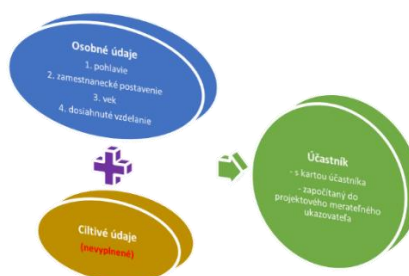 Osobné údaje
1. pohlavie
2. zamestnanecké postavenie
3. vek
4. dosiahnuté vzdelanie
Citlivé údaje
(nevyplnené)
Účastník
- s kartou účastníka
- započítaný do
projektového merateľného
ukazovateľa